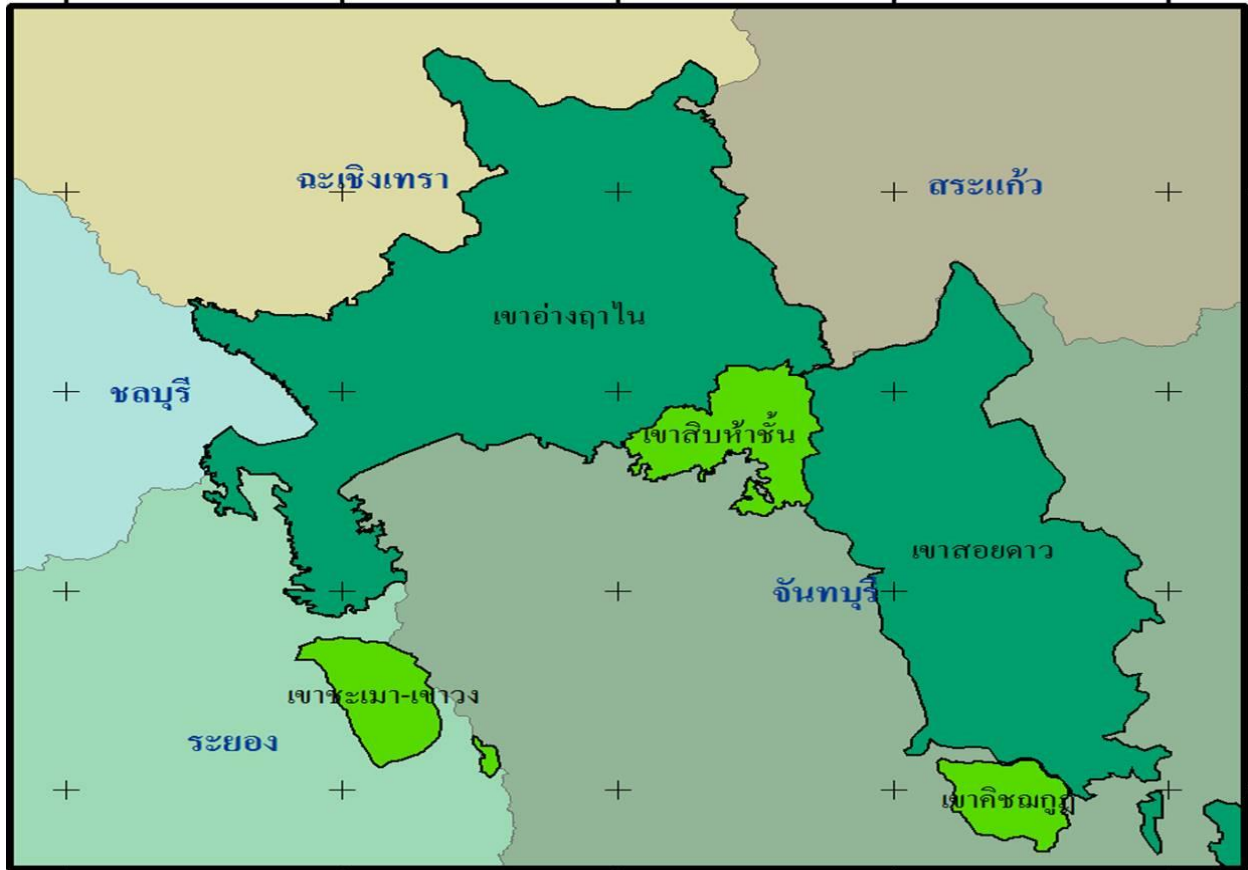 ฉะเชิงเทรา
สระแก้ว
เขาอ่างฤาไน
ชลบุรี
เขาสิบห้าชั้น
เขาสอยดาว
จันทบุรี
เขาชะเมา-เขาวง
ระยอง
เขาคิชฌกูฏ